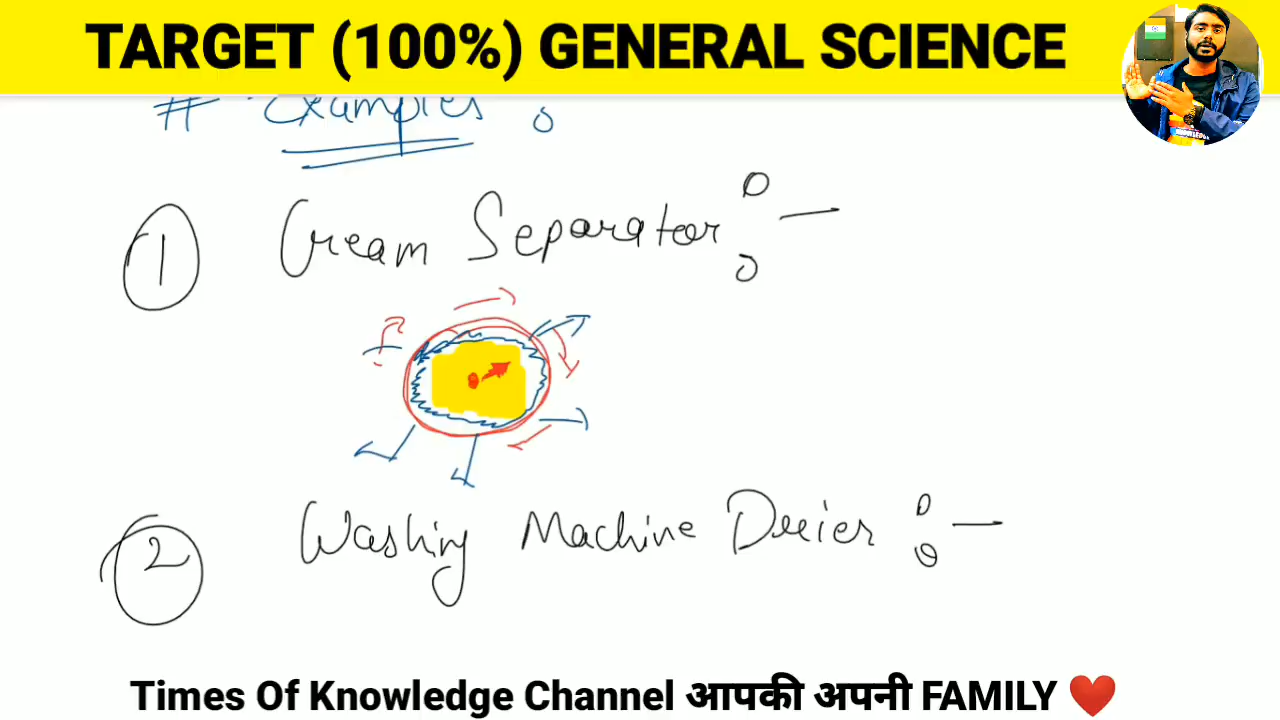 TARGET (100%) GENERAL SCIENCE
# Examples :
1 Cream Separator :-
2 Washing Machine Drier :-
Times Of Knowledge Channel आपकी अपनी FAMILY ❤️